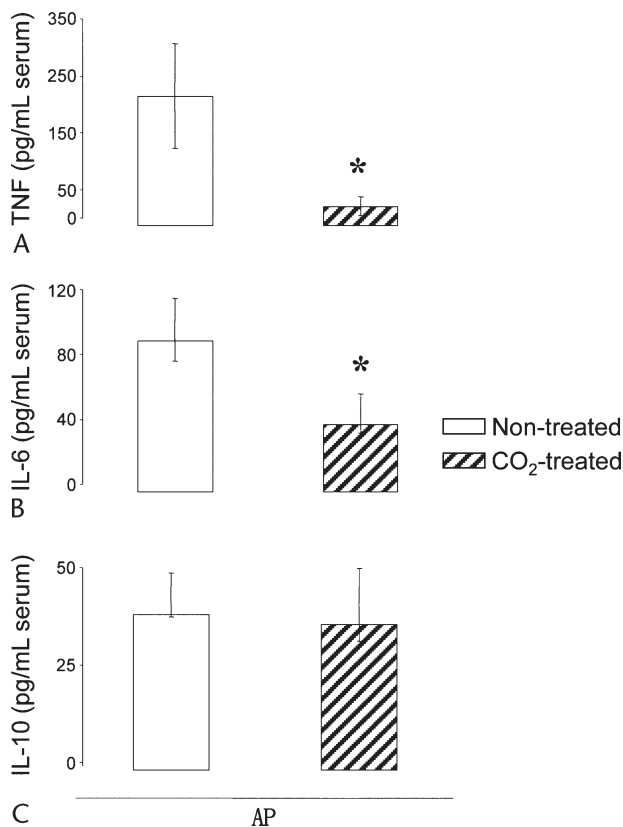 350
250
150
50
0
TNF (pg/mL serum)
*
A
120
80
40
0
IL-6 (pg/mL serum)
*
Non-treated
CO₂-treated
B
50
25
0
IL-10 (pg/mL serum)
C
AP